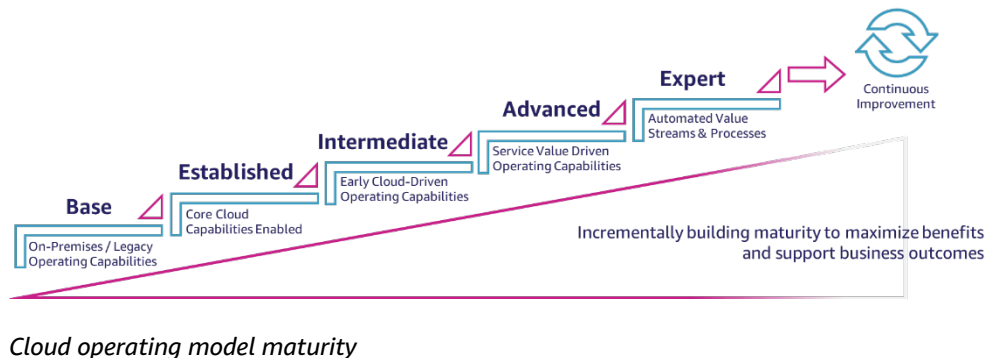 Base
On-Premises / Legacy
Operating Capabilities
Established
Core Cloud
Capabilities Enabled
Intermediate
Early Cloud-Driven
Operating Capabilities
Advanced
Service Value Driven
Operating Capabilities
Expert
Automated Value
Streams & Processes
Continuous
Improvement
Incrementally building maturity to maximize benefits
and support business outcomes
Cloud operating model maturity